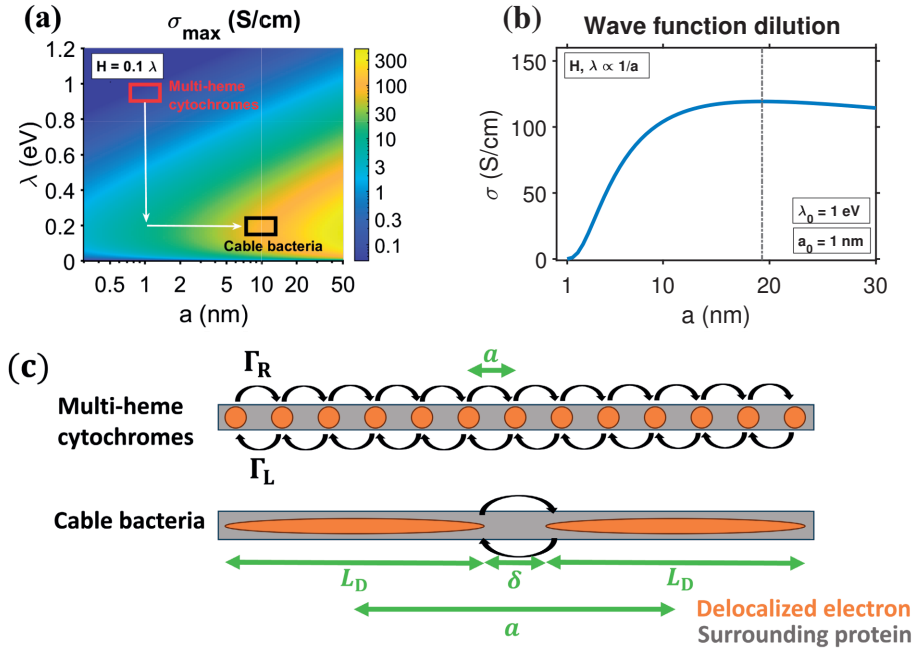 (a)
σmax (S/cm)
H = 0.1 λ
Multi-heme
cytochromes
Cable bacteria
λ (eV)
1.2
1
0.8
0.6
0.4
0.2
0
0.5 1 2 5 10 20 50
a (nm)
300
100
30
10
3
1
0.3
0.1
(b)
Wave function dilution
H, λ ∝ 1/a
σ (S/cm)
150
100
50
0
λ0 = 1 eV
a0 = 1 nm
1 10 20 30
a (nm)
(c)
ΓR
a
Multi-heme
cytochromes
ΓL
Cable bacteria
LD δ LD
a
Delocalized electron
Surrounding protein